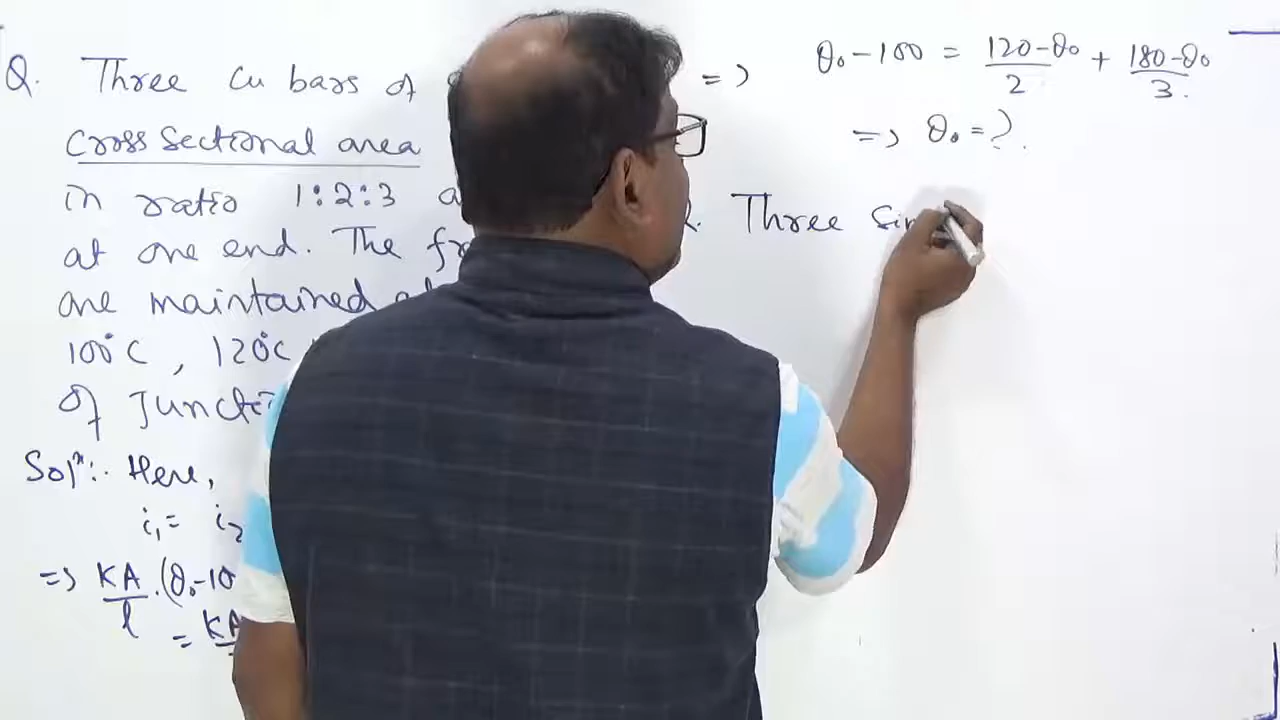 Q. Three Cu bars of
cross sectional area
in ratio 1:2:3
at one end. The
are maintained
100°C, 120°C
of Junction
Solⁿ:- Here,
i₁ = i₂
=> KA/l . (θ₀-10
= KA
=> θ₀-100 = 120-θ₀/2 + 180-θ₀/3.
=> θ₀ = ?.
Q. Three